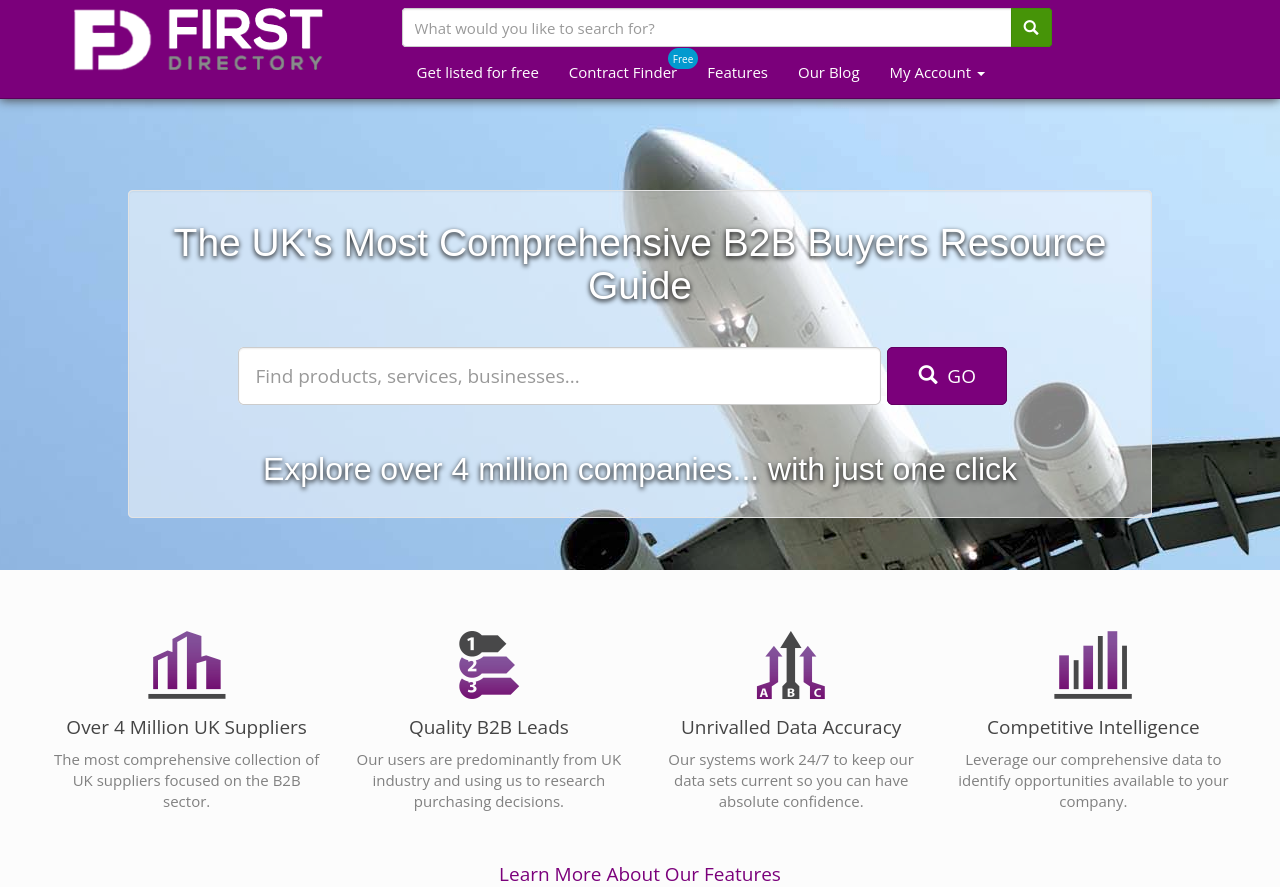 FD FIRST
DIRECTORY
What would you like to search for?
Free
Get listed for free Contract Finder Features Our Blog My Account
The UK's Most Comprehensive B2B Buyers Resource
Guide
Find products, services, businesses...
GO
Explore over 4 million companies... with just one click
1
2
3
A B C
Over 4 Million UK Suppliers
The most comprehensive collection of
UK suppliers focused on the B2B
sector.
Quality B2B Leads
Our users are predominantly from UK
industry and using us to research
purchasing decisions.
Unrivalled Data Accuracy
Our systems work 24/7 to keep our
data sets current so you can have
absolute confidence.
Competitive Intelligence
Leverage our comprehensive data to
identify opportunities available to your
company.
Learn More About Our Features